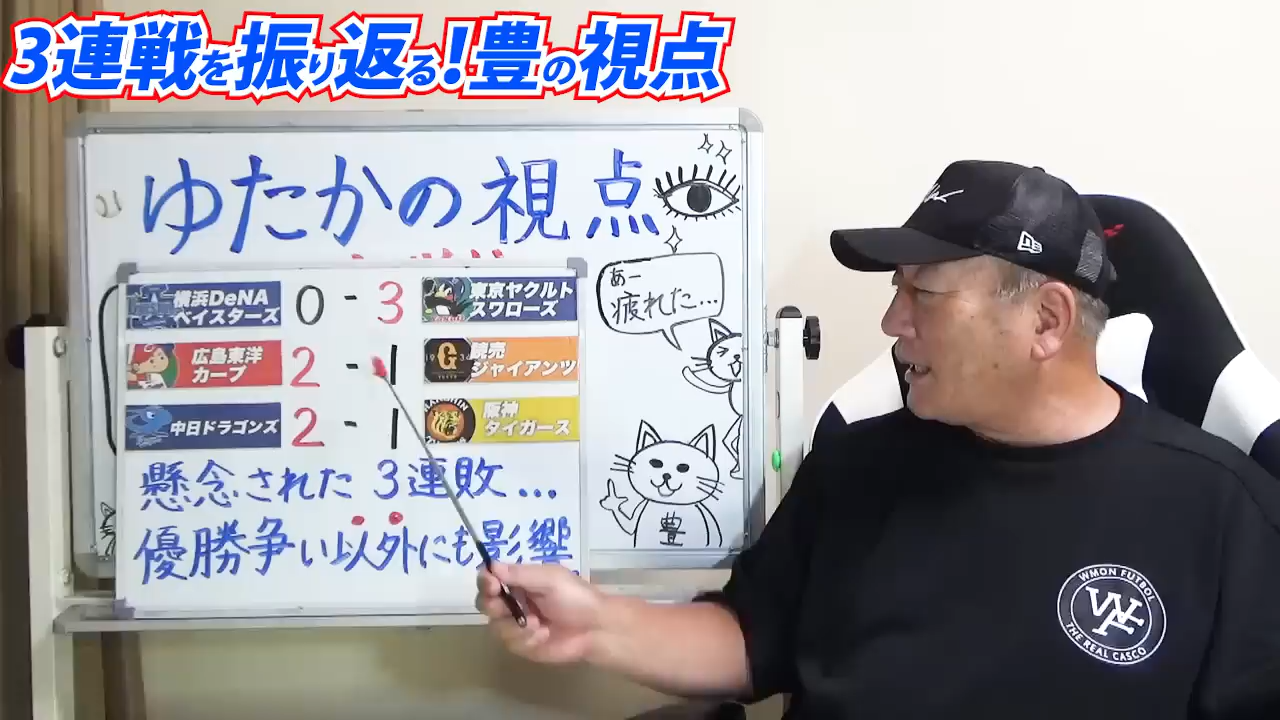 3連戦を振り返る!豊の視点
ゆたかの視点
あー
疲れた…
横浜DeNA
ベイスターズ
0 - 3
東京ヤクルト
スワローズ
広島東洋
カープ
2 - 1
読売
ジャイアンツ
中日ドラゴンズ
2 - 1
阪神
タイガース
懸念された3連敗…
優勝争い以外にも影響
豊
WMON FUTBOL
THE REAL CASCO